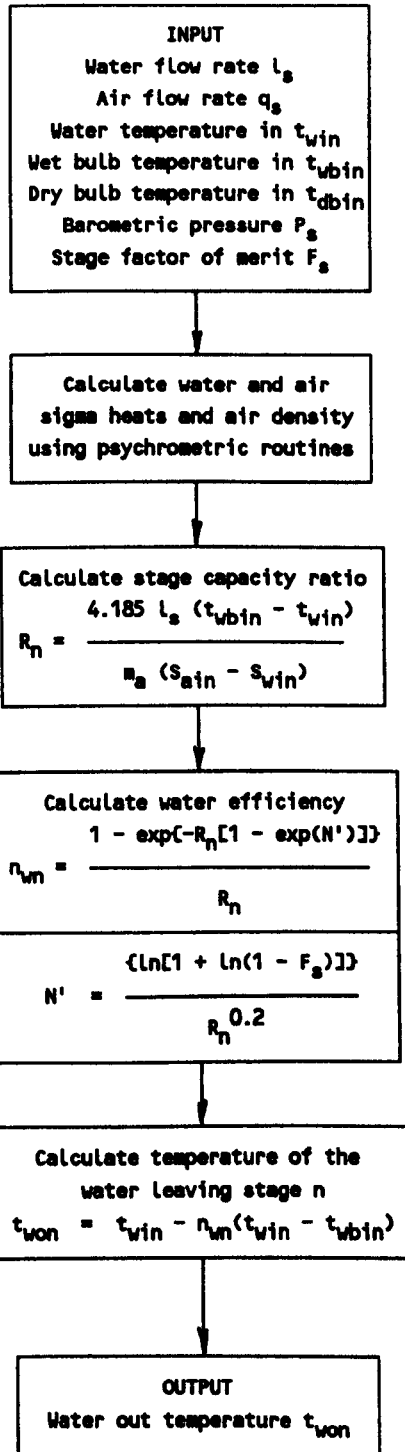 INPUT
Water flow rate l_s
Air flow rate q_s
Water temperature in t_win
Wet bulb temperature in t_wbin
Dry bulb temperature in t_dbin
Barometric pressure P_s
Stage factor of merit F_s
Calculate water and air
sigma heats and air density
using psychrometric routines
Calculate stage capacity ratio
4.185 l_s (t_wbin - t_win)
R_n =
m_a (S_ain - S_win)
Calculate water efficiency
1 - exp{-R_n[1 - exp(N')]}
n_wn =
R_n
{ln[1 + ln(1 - F_s)]}
N' =
R_n^0.2
Calculate temperature of the
water leaving stage n
t_won = t_win - n_wn(t_win - t_wbin)
OUTPUT
Water out temperature t_won